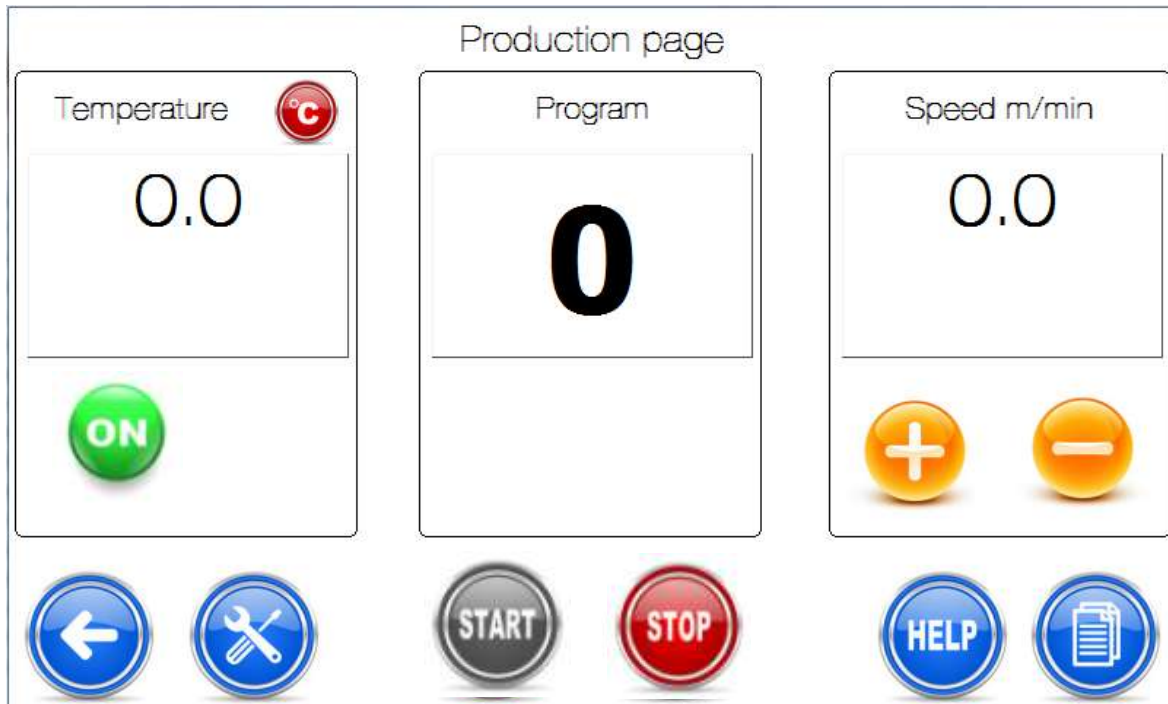 Production page
Temperature
°C
Program
Speed m/min
0.0
0
0.0
ON
START
STOP
HELP